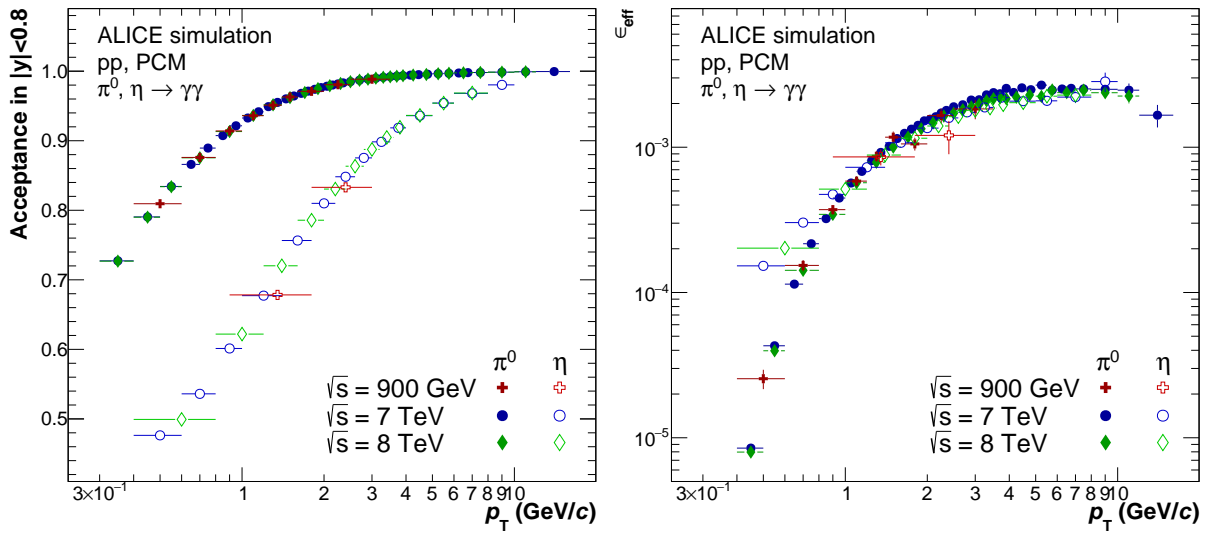 Acceptance in |y|<0.8
ALICE simulation
pp, PCM
π⁰, η → γγ
1.0
0.9
0.8
0.7
0.6
0.5
π⁰ η
√s = 900 GeV
√s = 7 TeV
√s = 8 TeV
3×10⁻¹ 1 2 3 4 5 6 7 8 9 10
p_T (GeV/c)
ϵ_eff
ALICE simulation
pp, PCM
π⁰, η → γγ
10⁻³
10⁻⁴
10⁻⁵
π⁰ η
√s = 900 GeV
√s = 7 TeV
√s = 8 TeV
3×10⁻¹ 1 2 3 4 5 6 7 8 9 10
p_T (GeV/c)